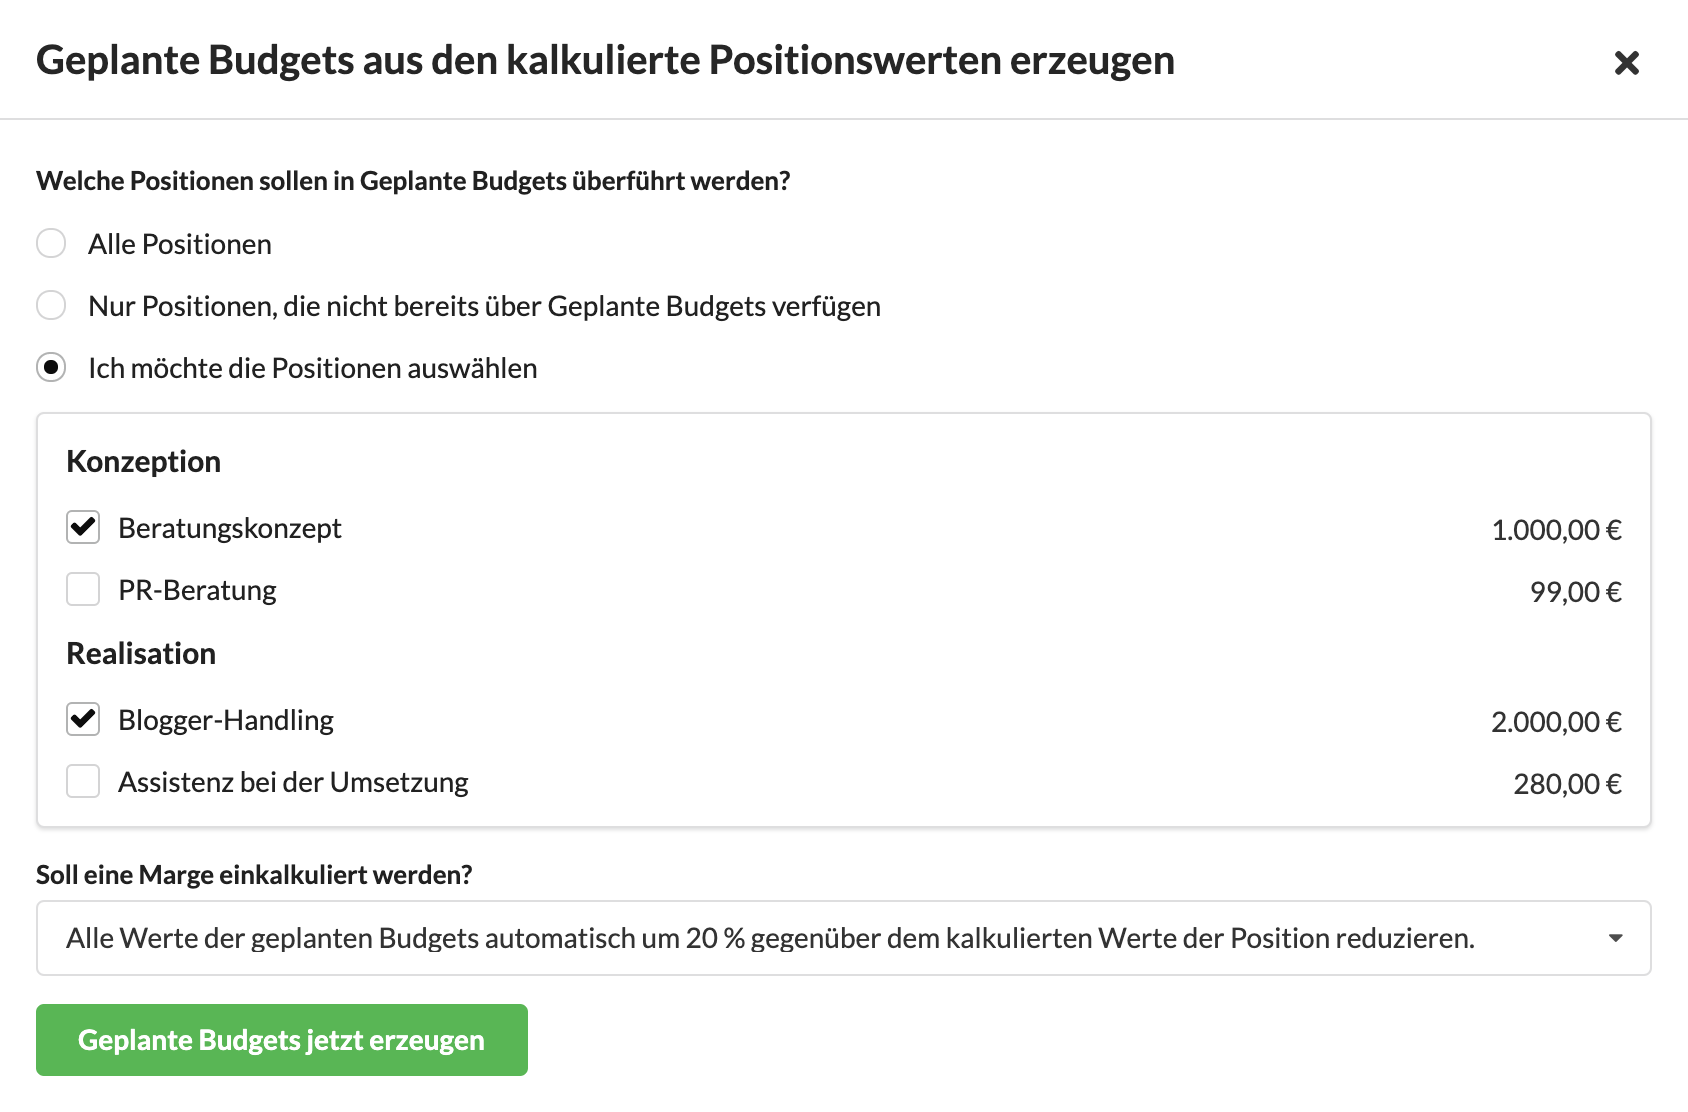 Geplante Budgets aus den kalkulierte Positionswerten erzeugen
Welche Positionen sollen in Geplante Budgets überführt werden?
Alle Positionen
Nur Positionen, die nicht bereits über Geplante Budgets verfügen
Ich möchte die Positionen auswählen
Konzeption
Beratungskonzept 1.000,00 €
PR-Beratung 99,00 €
Realisation
Blogger-Handling 2.000,00 €
Assistenz bei der Umsetzung 280,00 €
Soll eine Marge einkalkuliert werden?
Alle Werte der geplanten Budgets automatisch um 20 % gegenüber dem kalkulierten Werte der Position reduzieren.
Geplante Budgets jetzt erzeugen